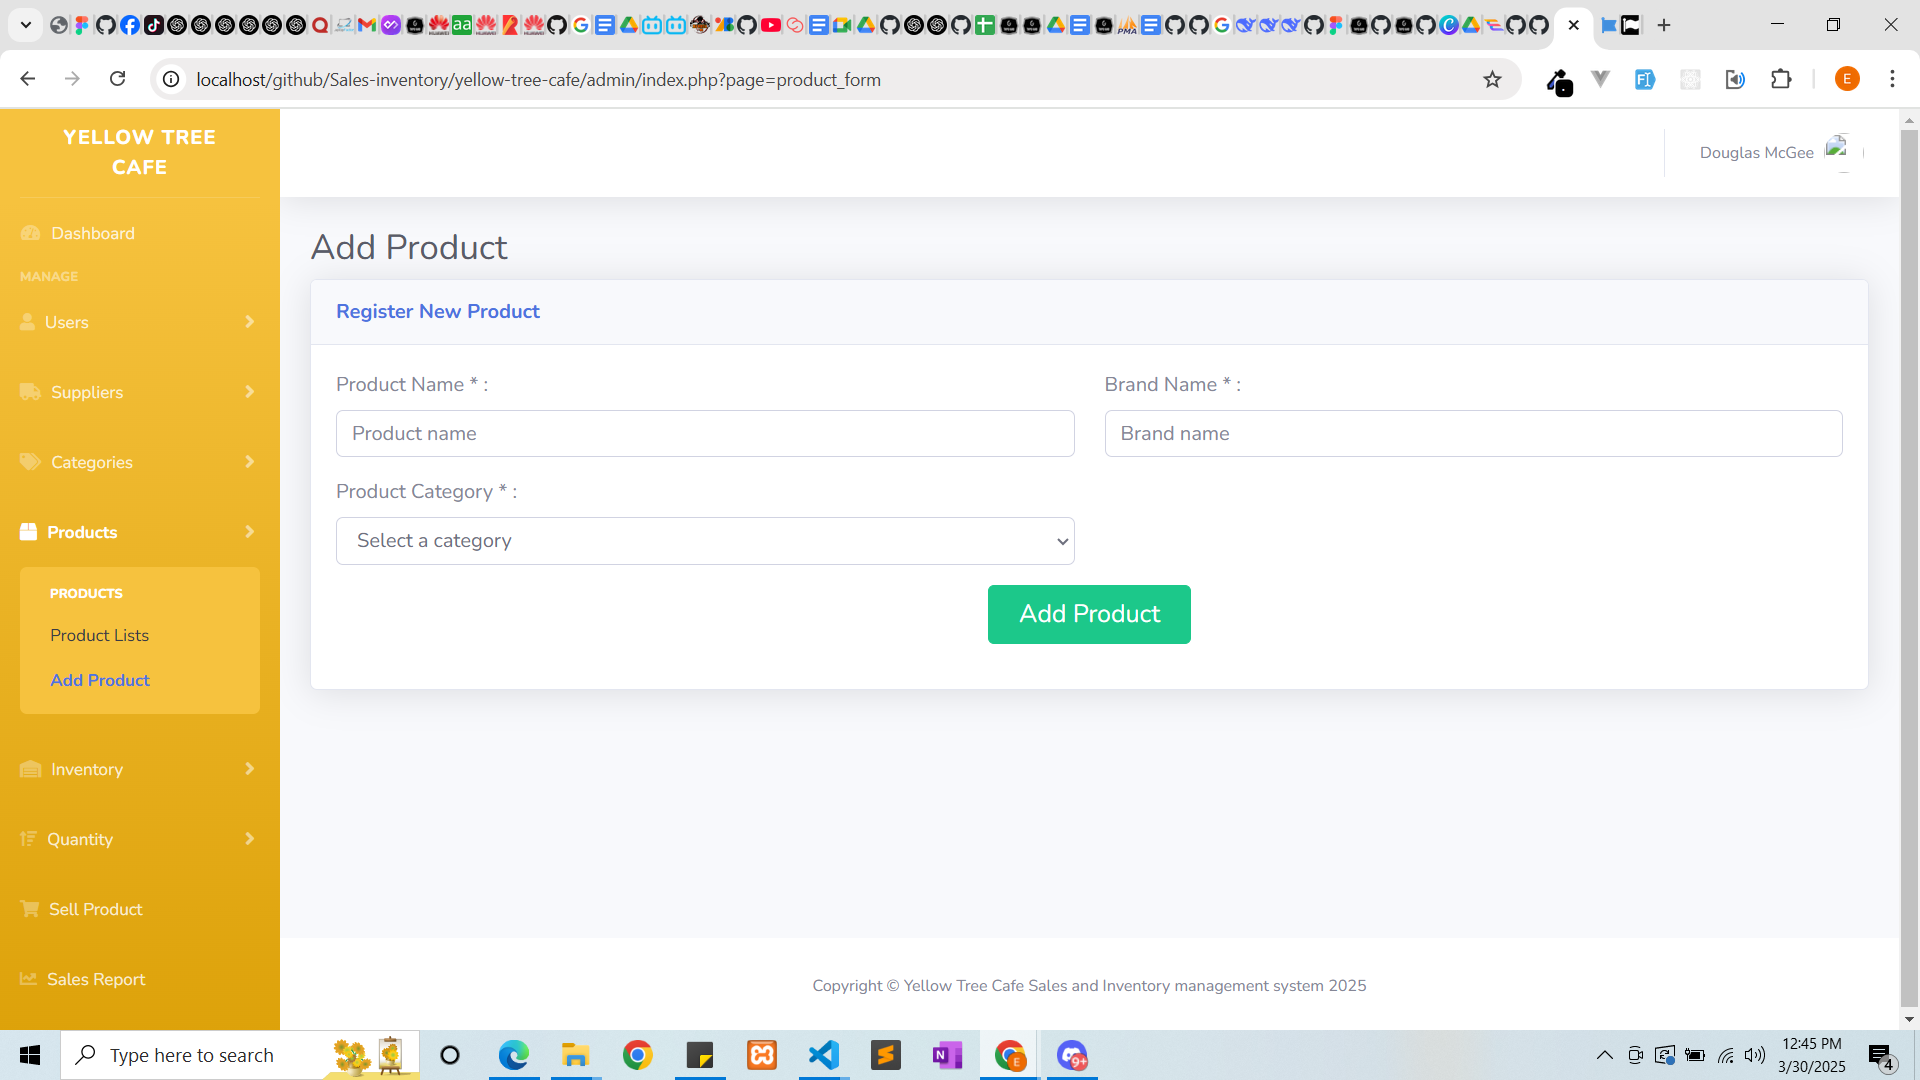 localhost/github/Sales-inventory/yellow-tree-cafe/admin/index.php?page=product_form
E
YELLOW TREE
CAFE
Douglas McGee
Dashboard
MANAGE
Users
Suppliers
Categories
Products
PRODUCTS
Product Lists
Add Product
Inventory
Quantity
Sell Product
Sales Report
Add Product
Register New Product
Product Name * :
Brand Name * :
Product name
Brand name
Product Category * :
Select a category
Add Product
Copyright © Yellow Tree Cafe Sales and Inventory management system 2025
Type here to search
9+
12:45 PM
3/30/2025
4